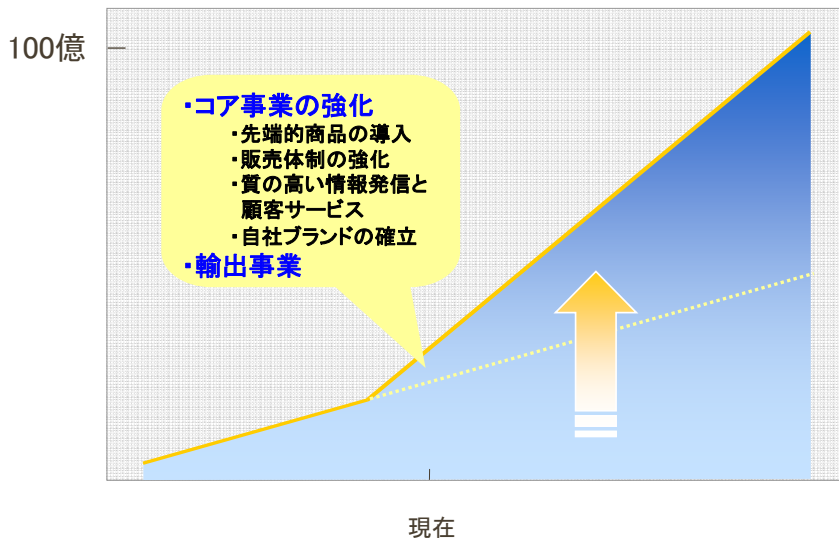 100億
・コア事業の強化
・先端的商品の導入
・販売体制の強化
・質の高い情報発信と
顧客サービス
・自社ブランドの確立
・輸出事業
現在